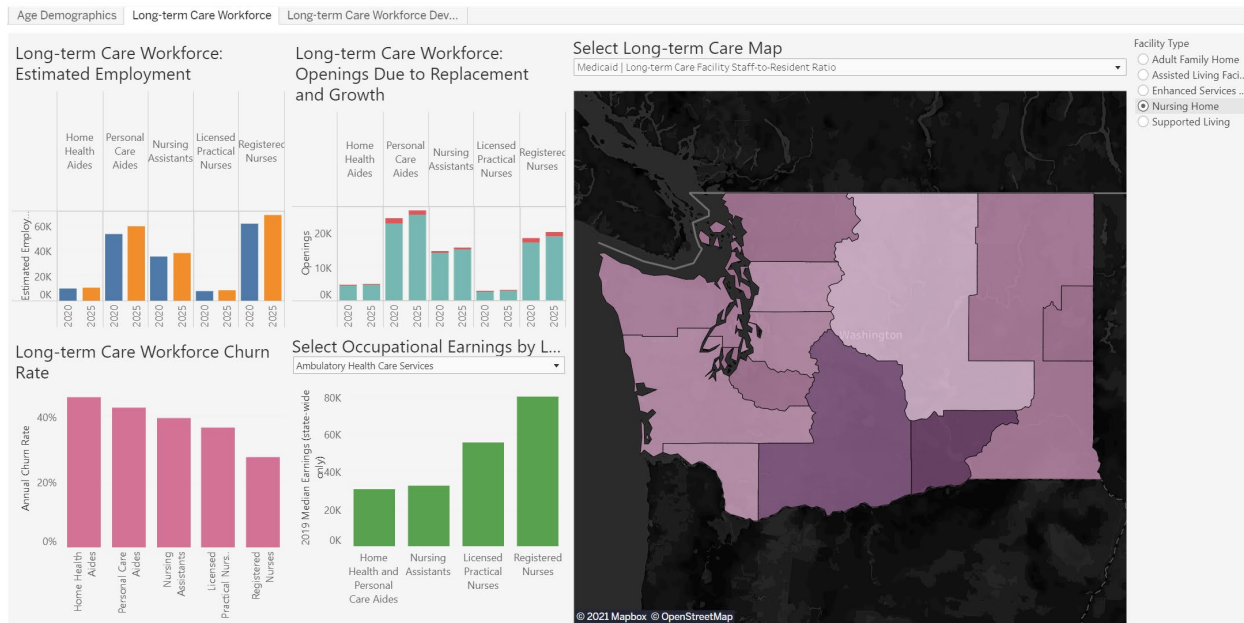 Age Demographics
Long-term Care Workforce
Long-term Care Workforce Dev...
Long-term Care Workforce:
Estimated Employment
Home
Health
Aides
Personal
Care
Aides
Nursing
Assistants
Licensed
Practical
Nurses
Registered
Nurses
Estimated Employ...
60K
40K
20K
0K
2020
2025
2020
2025
2020
2025
2020
2025
2020
2025
Long-term Care Workforce:
Openings Due to Replacement
and Growth
Home
Health
Aides
Personal
Care
Aides
Nursing
Assistants
Licensed
Practical
Nurses
Registered
Nurses
Openings
20K
10K
0K
2020
2025
2020
2025
2020
2025
2020
2025
2020
2025
Long-term Care Workforce Churn
Rate
Annual Churn Rate
40%
20%
0%
Home Health
Aides
Personal Care
Aides
Nursing
Assistants
Licensed
Practical Nurs..
Registered
Nurses
Select Occupational Earnings by L...
Ambulatory Health Care Services
2019 Median Earnings (state-wide
only)
80K
60K
40K
20K
0K
Home
Health and
Personal
Care Aides
Nursing
Assistants
Licensed
Practical
Nurses
Registered
Nurses
Select Long-term Care Map
Medicaid | Long-term Care Facility Staff-to-Resident Ratio
Washington
© 2021 Mapbox © OpenStreetMap
Facility Type
Adult Family Home
Assisted Living Faci..
Enhanced Services ..
Nursing Home
Supported Living